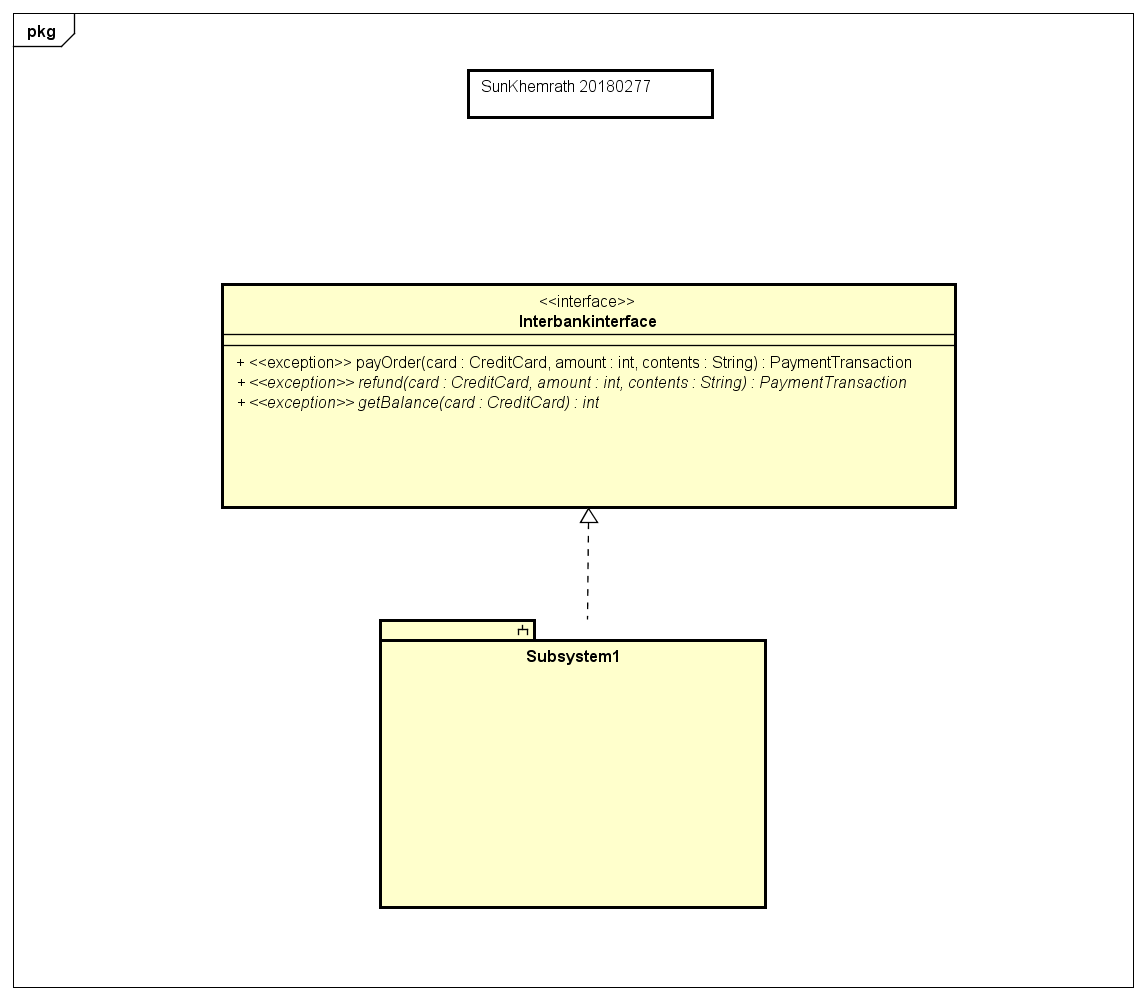 pkg
SunKhemrath 20180277
<<interface>>
Interbankinterface
+ <<exception>> payOrder(card : CreditCard, amount : int, contents : String) : PaymentTransaction
+ <<exception>> refund(card : CreditCard, amount : int, contents : String) : PaymentTransaction
+ <<exception>> getBalance(card : CreditCard) : int
Subsystem1